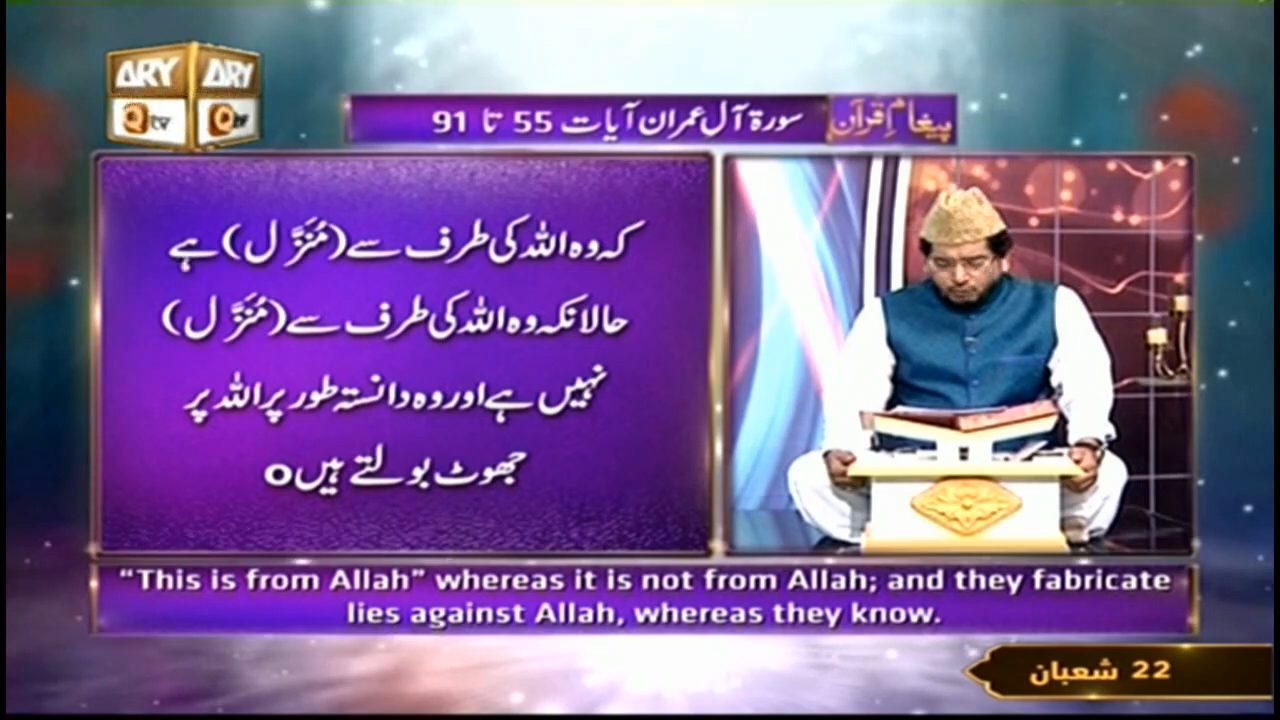 ARY ARY
Qtv Qtv
پیغامِ قرآن سورۃ آل عمران آیات 55 تا 91
کہ وہ اللہ کی طرف سے (مُنَزَّ ل) ہے
حالانکہ وہ اللہ کی طرف سے (مُنَزَّ ل)
نہیں ہے اور وہ دانستہ طور پر اللہ پر
جھوٹ بولتے ہیں o
“This is from Allah” whereas it is not from Allah; and they fabricate
lies against Allah, whereas they know.
22 شعبان